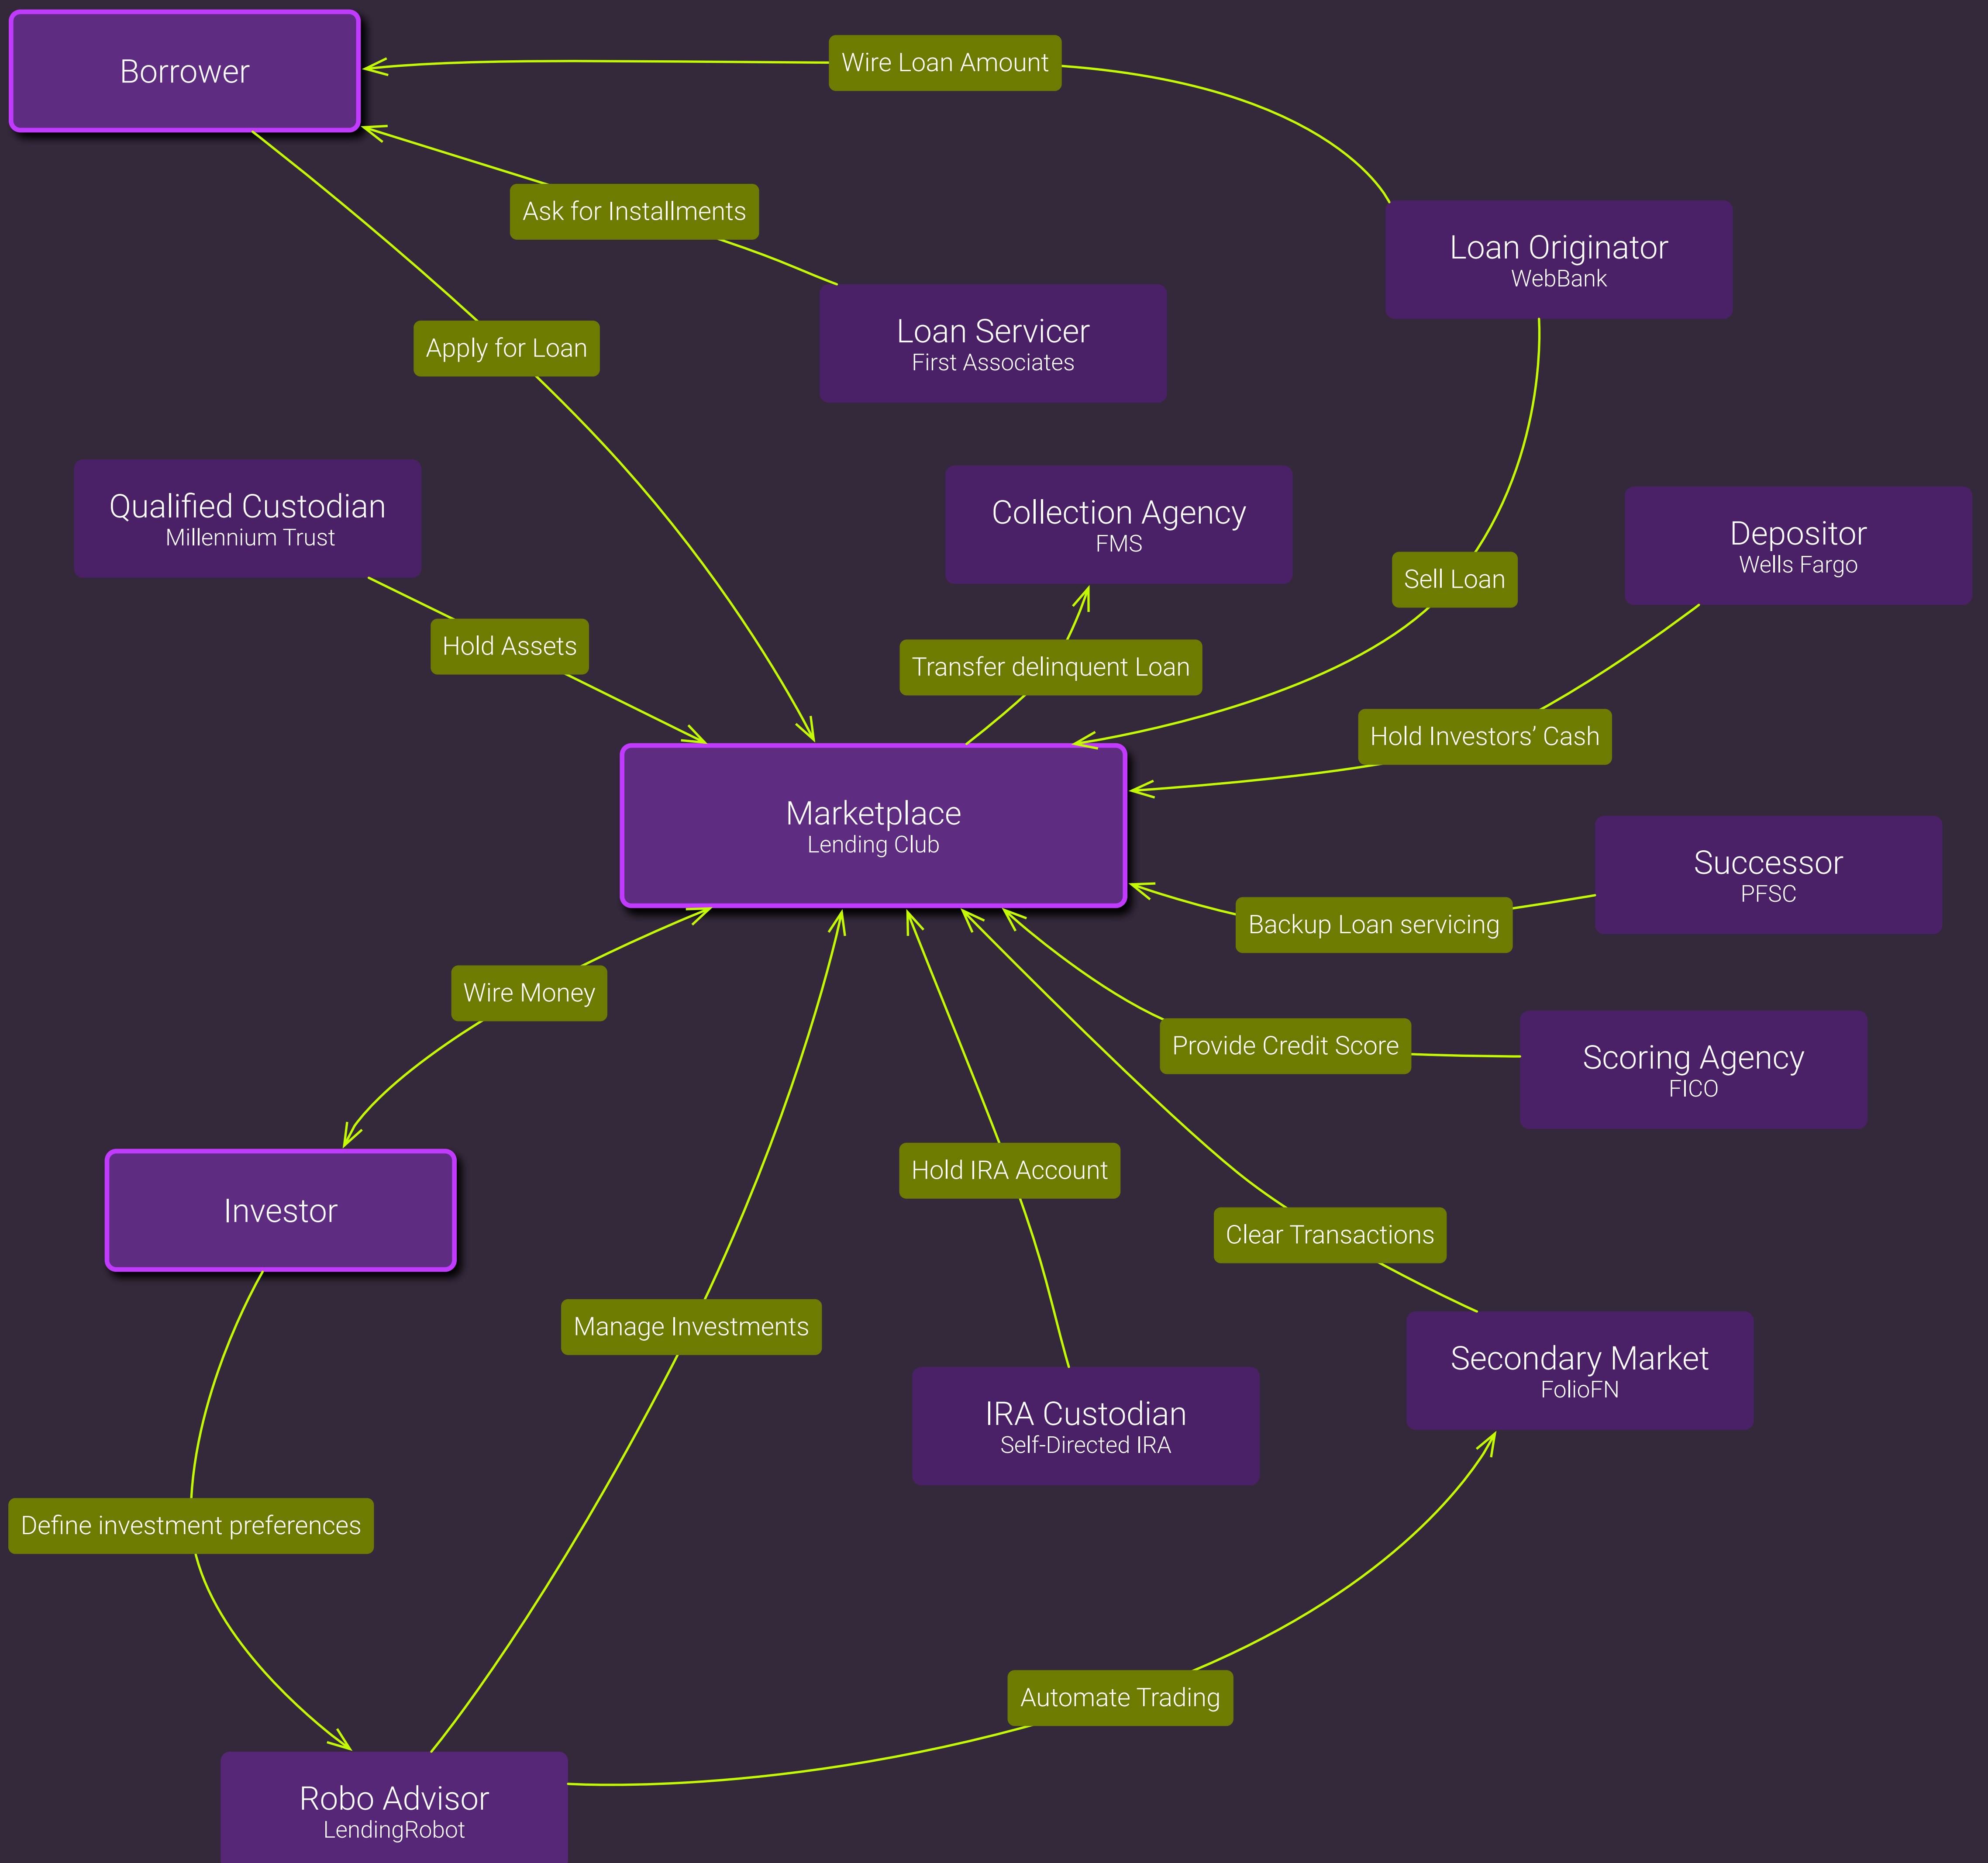 Borrower
Wire Loan Amount
Ask for Installments
Loan Originator
WebBank
Loan Servicer
First Associates
Apply for Loan
Qualified Custodian
Millennium Trust
Collection Agency
FMS
Depositor
Wells Fargo
Sell Loan
Hold Assets
Transfer delinquent Loan
Hold Investors’ Cash
Marketplace
Lending Club
Successor
PFSC
Backup Loan servicing
Wire Money
Provide Credit Score
Scoring Agency
FICO
Hold IRA Account
Investor
Clear Transactions
Manage Investments
Secondary Market
FolioFN
IRA Custodian
Self-Directed IRA
Define investment preferences
Automate Trading
Robo Advisor
LendingRobot